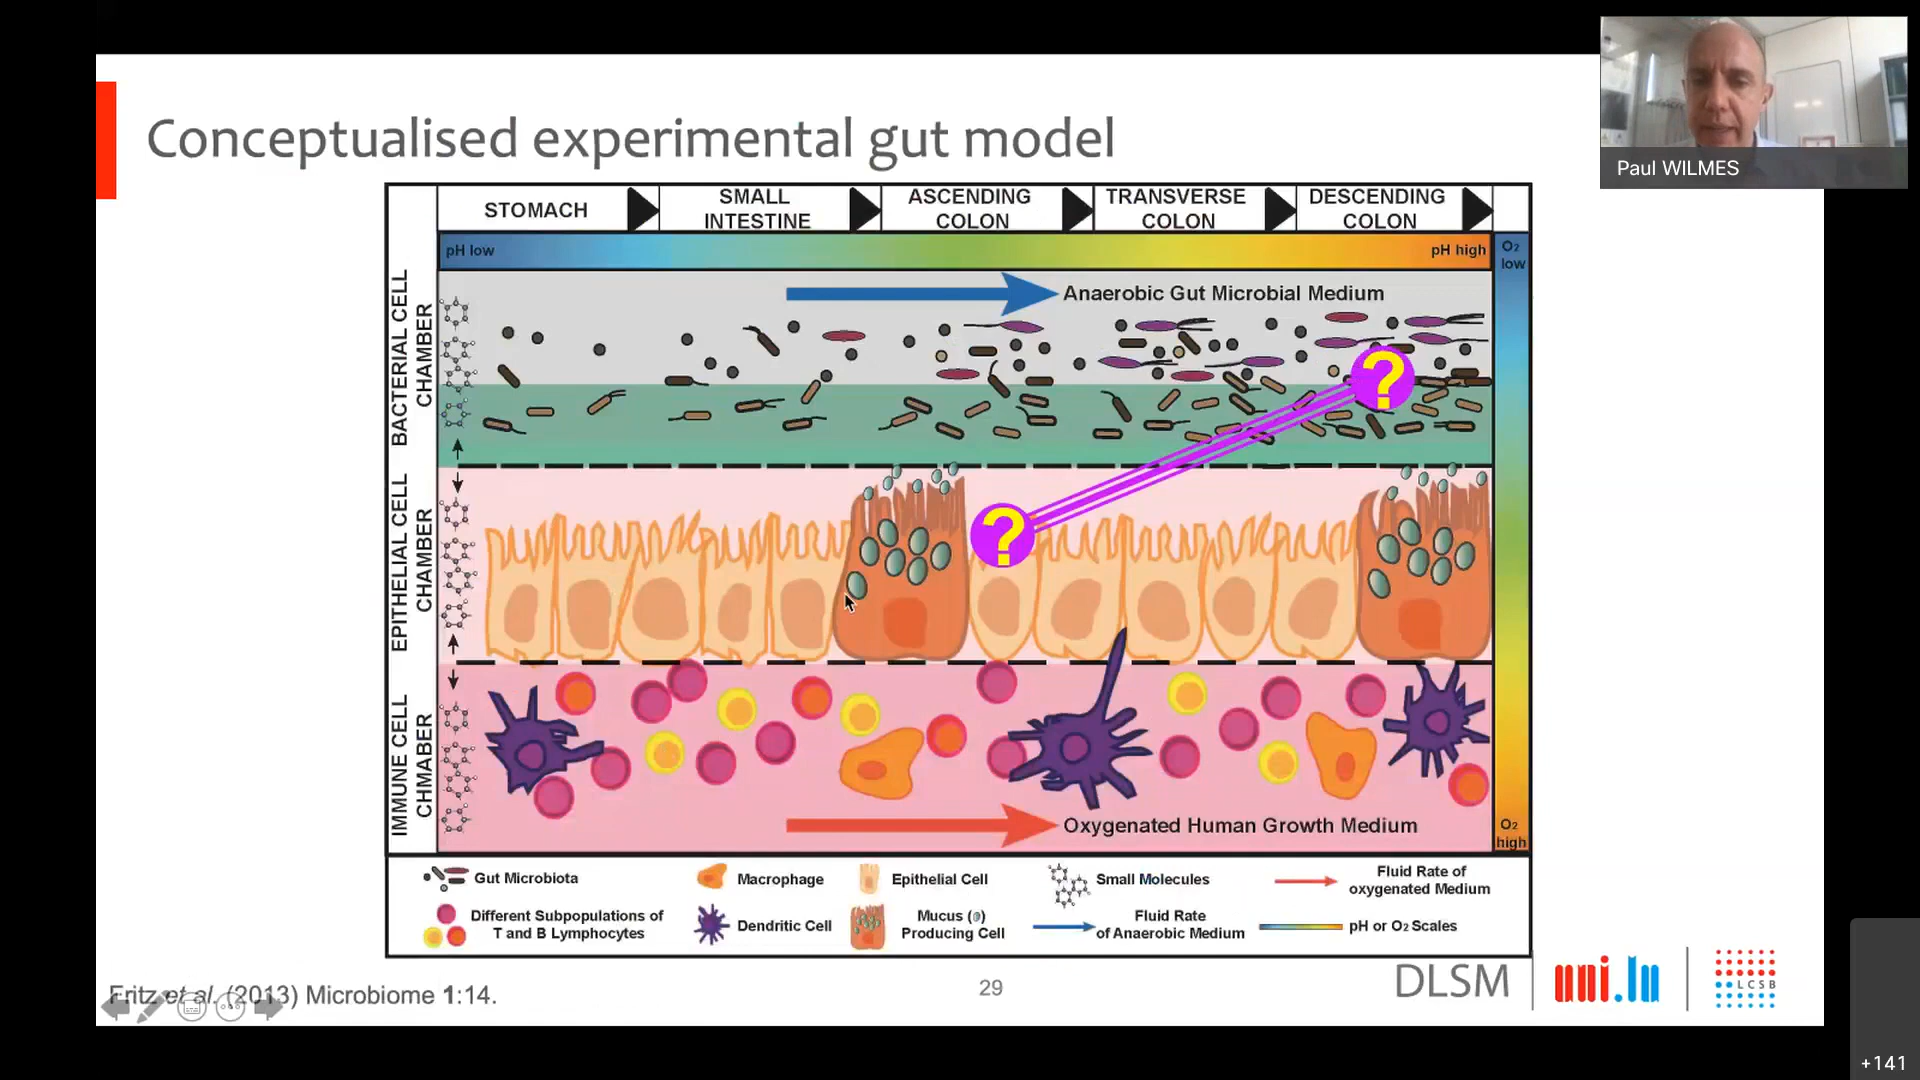 Conceptualised experimental gut model
Paul WILMES
STOMACH
SMALL
INTESTINE
ASCENDING
COLON
TRANSVERSE
COLON
DESCENDING
COLON
pH low
pH high
O2
low
BACTERIAL CELL
CHAMBER
Anaerobic Gut Microbial Medium
?
EPITHELIAL CELL
CHAMBER
?
IMMUNE CELL
CHMABER
Oxygenated Human Growth Medium
O2
high
Gut Microbiota
Macrophage
Epithelial Cell
Small Molecules
Fluid Rate of
oxygenated Medium
Different Subpopulations of
T and B Lymphocytes
Dendritic Cell
Mucus ( )
Producing Cell
Fluid Rate
of Anaerobic Medium
pH or O2 Scales
Fritz et al. (2013) Microbiome 1:14.
29
DLSM
uni.lu
LCSB
+141